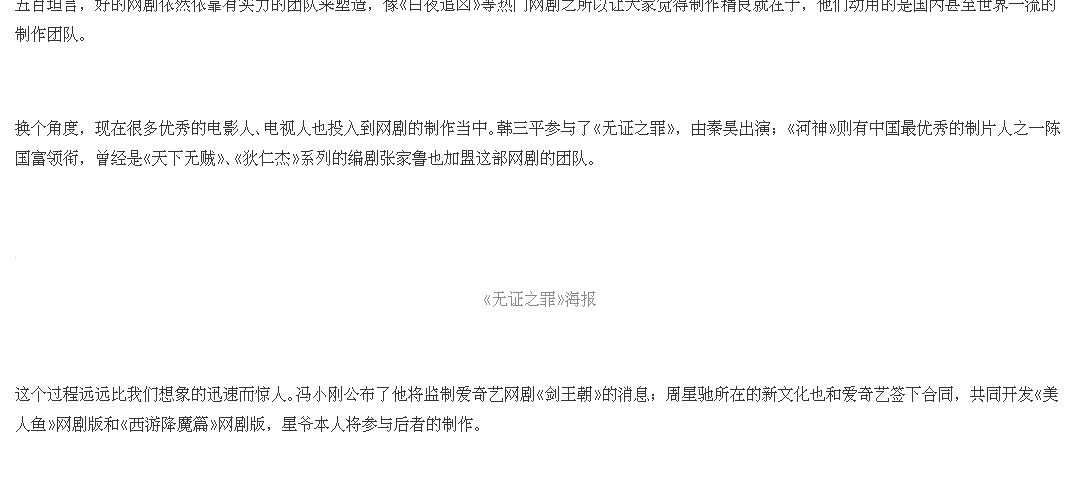 五百坦言，好的网剧依然依靠有实力的团队来塑造，像《白夜追凶》等热门网剧之所以让大家觉得制作精良就在于，他们动用的是国内甚至世界一流的
制作团队。
换个角度，现在很多优秀的电影人、电视人也投入到网剧的制作当中。韩三平参与了《无证之罪》，由秦昊出演；《河神》则有中国最优秀的制片人之一陈
国富领衔，曾经是《天下无贼》、《狄仁杰》系列的编剧张家鲁也加盟这部网剧的团队。
《无证之罪》海报
这个过程远远比我们想象的迅速而惊人。冯小刚公布了他将监制爱奇艺网剧《剑王朝》的消息；周星驰所在的新文化也和爱奇艺签下合同，共同开发《美
人鱼》网剧版和《西游降魔篇》网剧版，星爷本人将参与后者的制作。